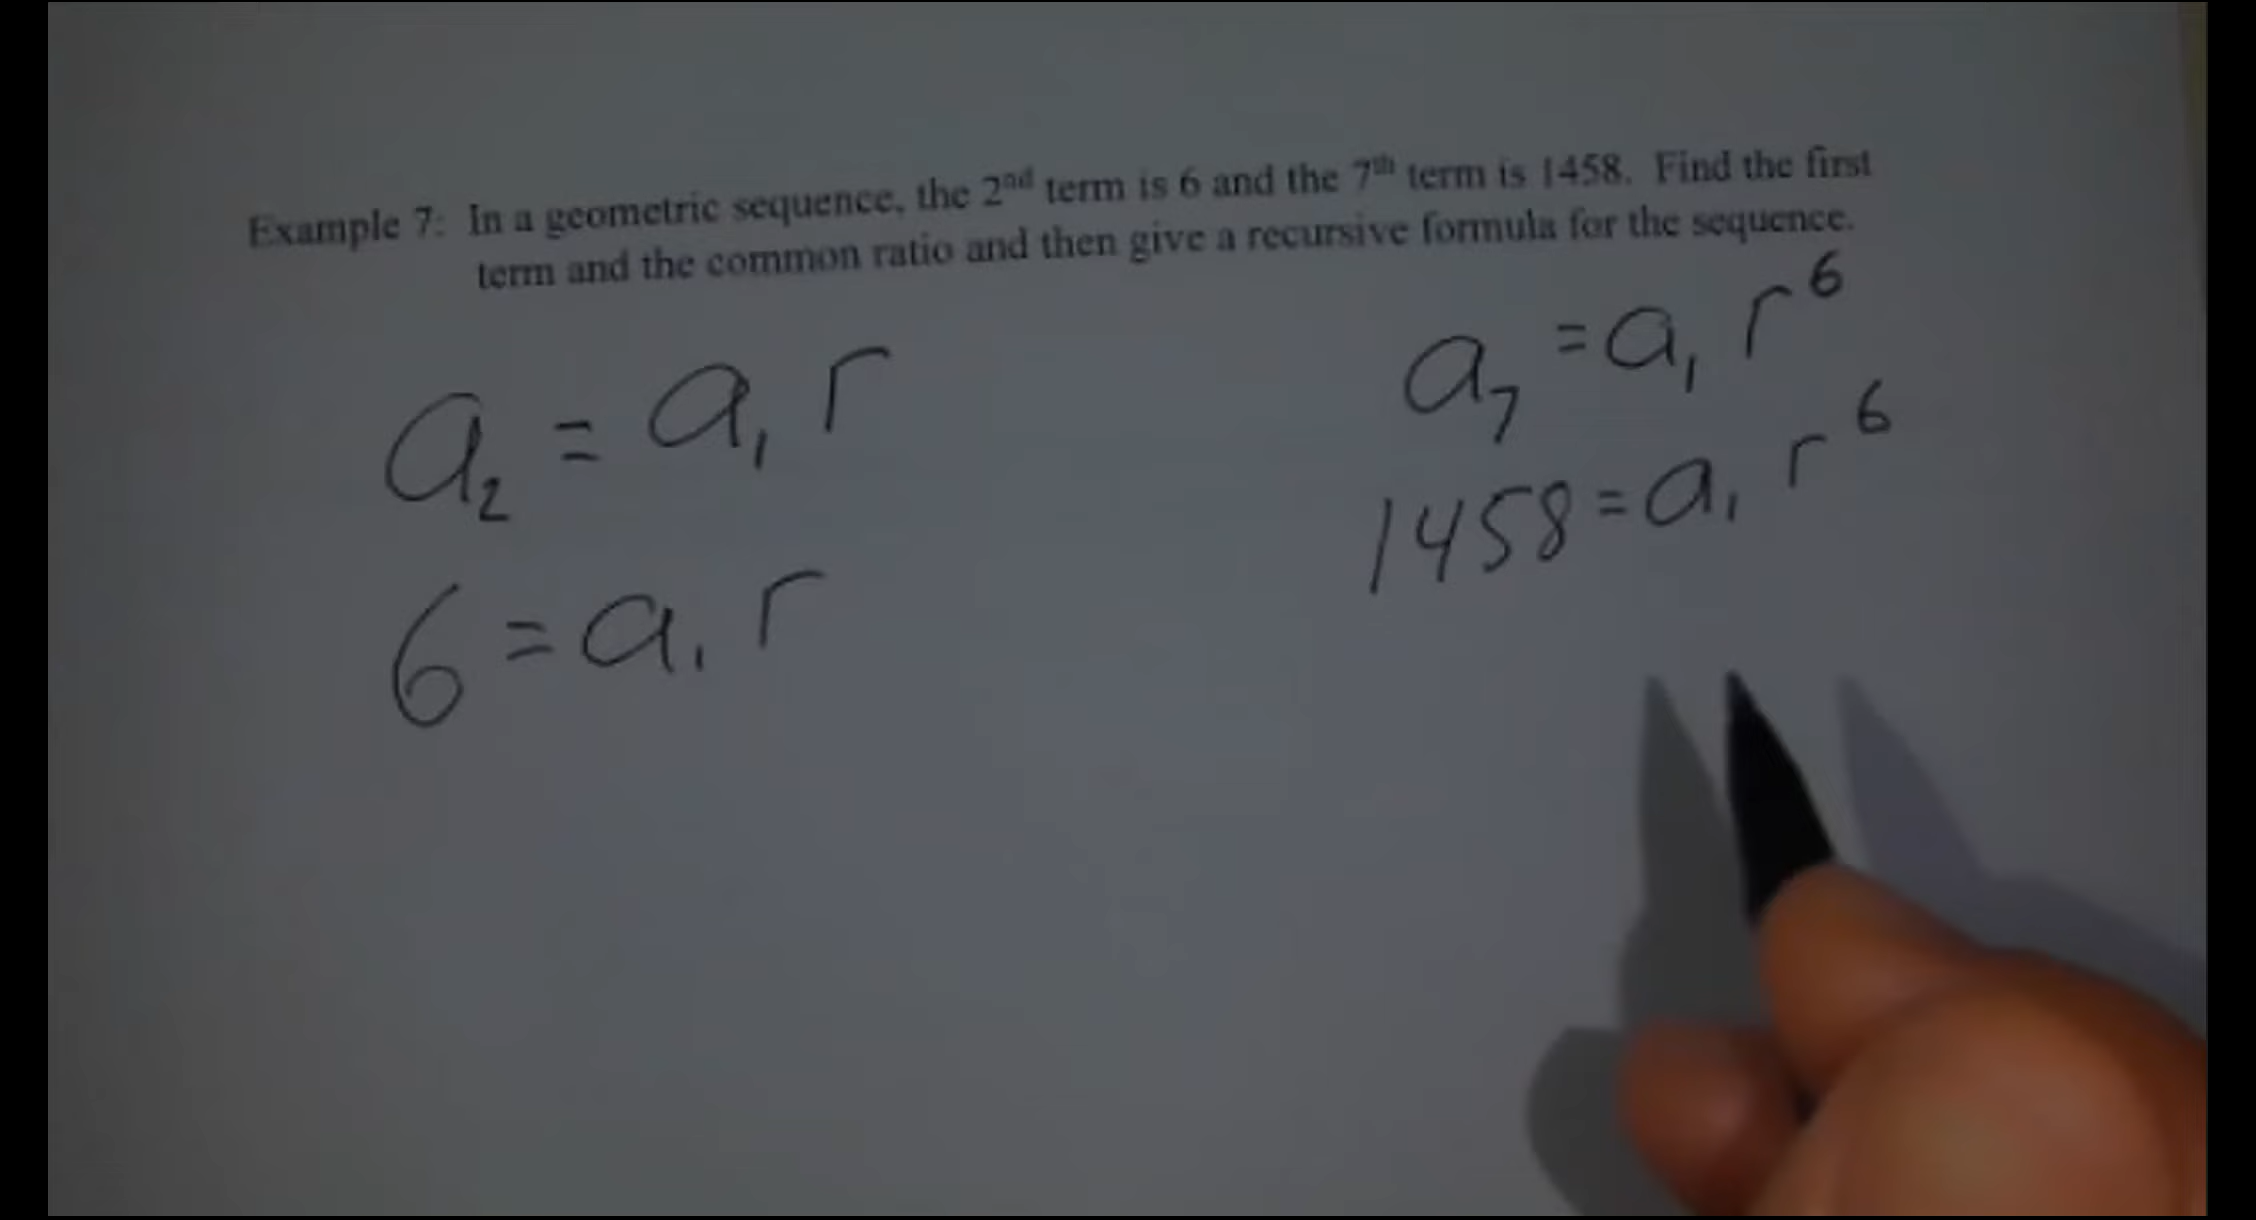 Example 7: In a geometric sequence, the 2nd term is 6 and the 7th term is 1458. Find the first
term and the common ratio and then give a recursive formula for the sequence.
a₂ = a₁ r
6 = a₁ r
a₇ = a₁ r⁶
1458 = a₁ r⁶